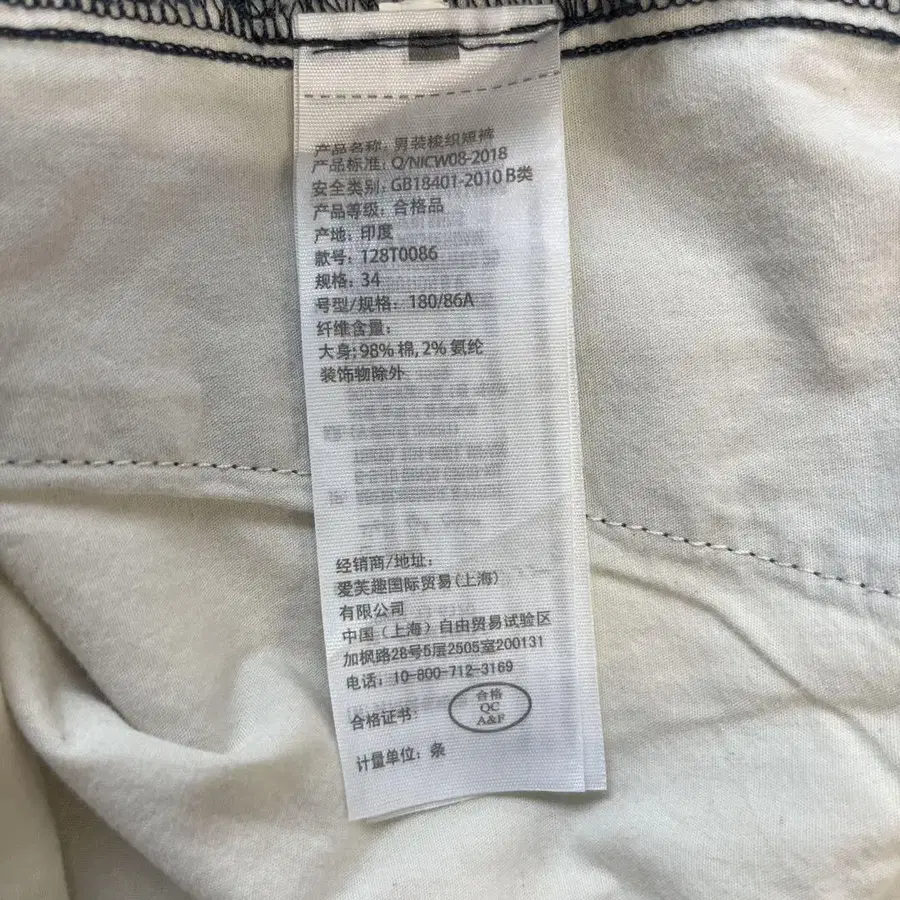 产品名称: 男装梭织短裤
产品标准: Q/NICW08-2018
安全类别: GB18401-2010 B类
产品等级: 合格品
产地: 印度
款号: T28T0086
规格: 34
号型/规格: 180/86A
纤维含量:
大身: 98% 棉, 2% 氨纶
装饰物除外
经销商/地址:
爱芙趣国际贸易(上海)
有限公司
中国(上海)自由贸易试验区
加枫路28号5层2505室200131
电话: 10-800-712-3169
合格证书:
合格
QC
A&F
计量单位: 条